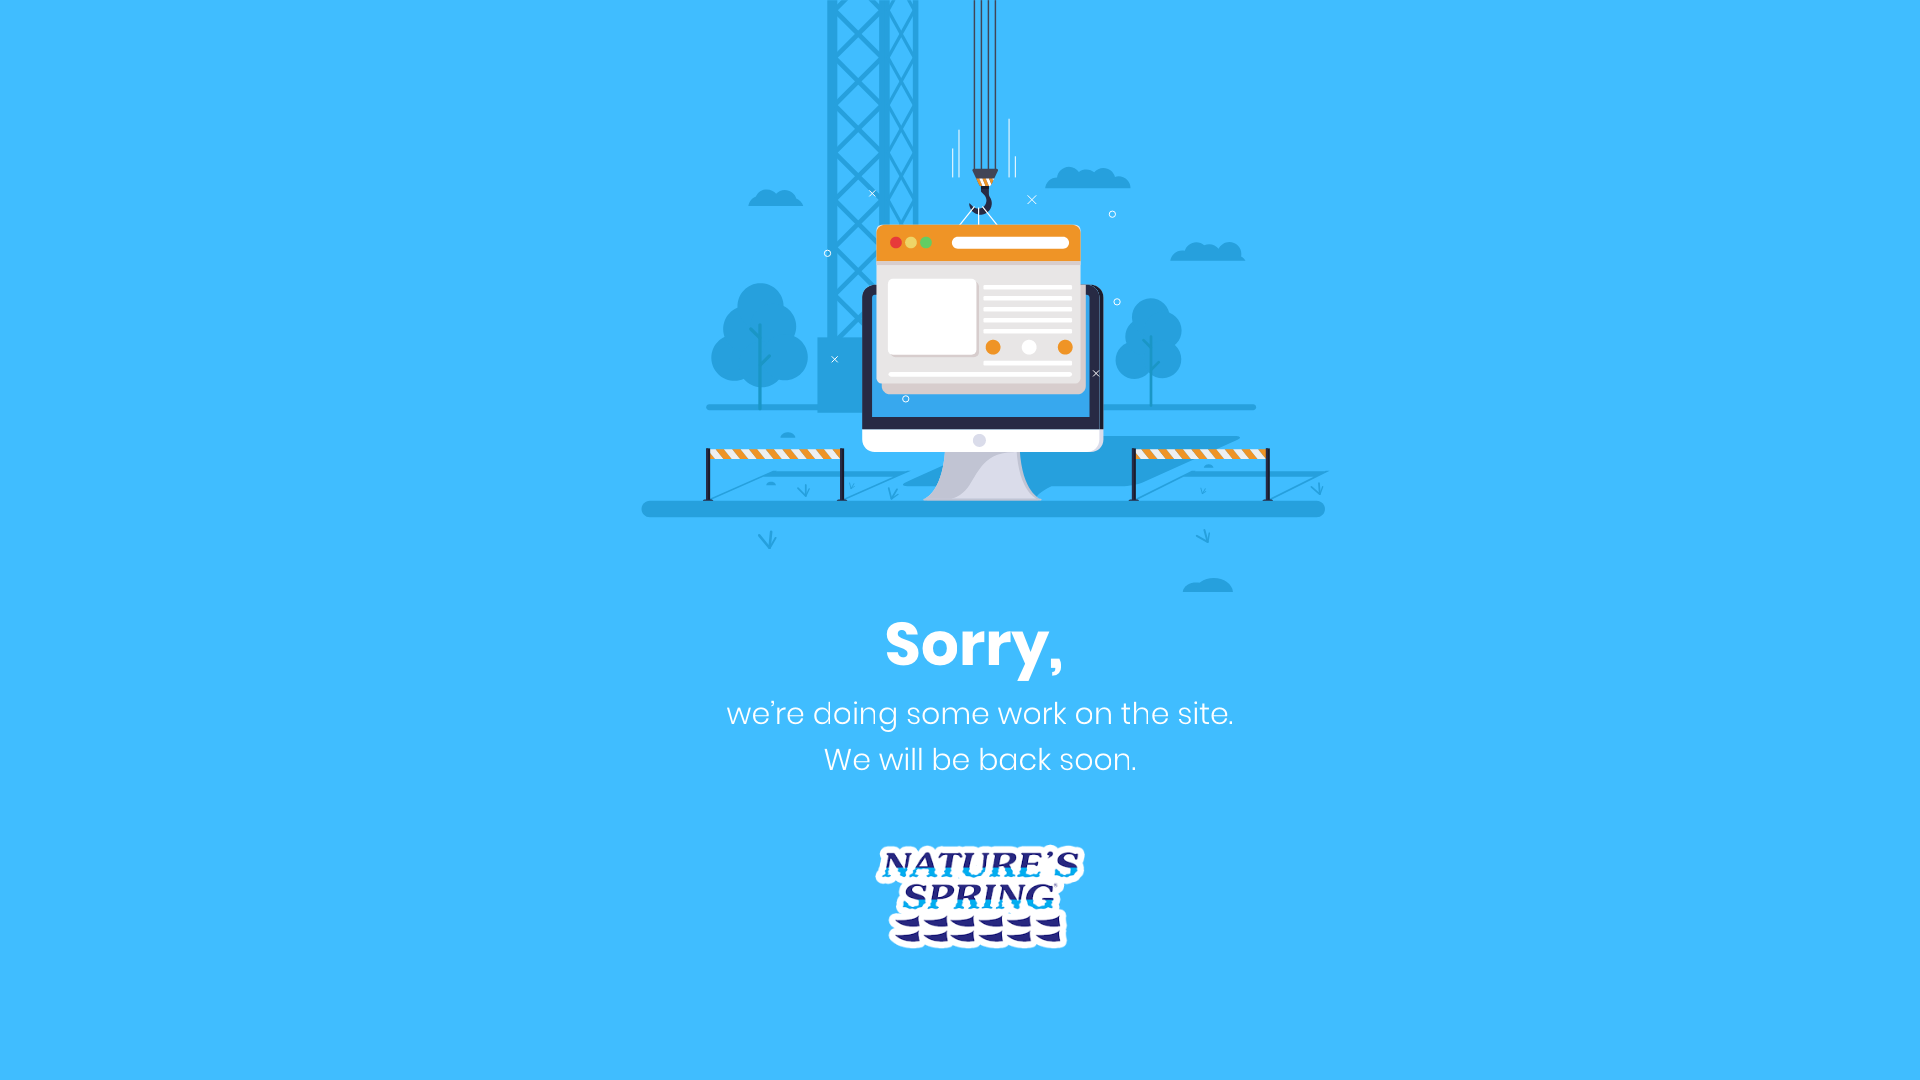 Sorry,
we're doing some work on the site.
We will be back soon.
NATURE'S
SPRING